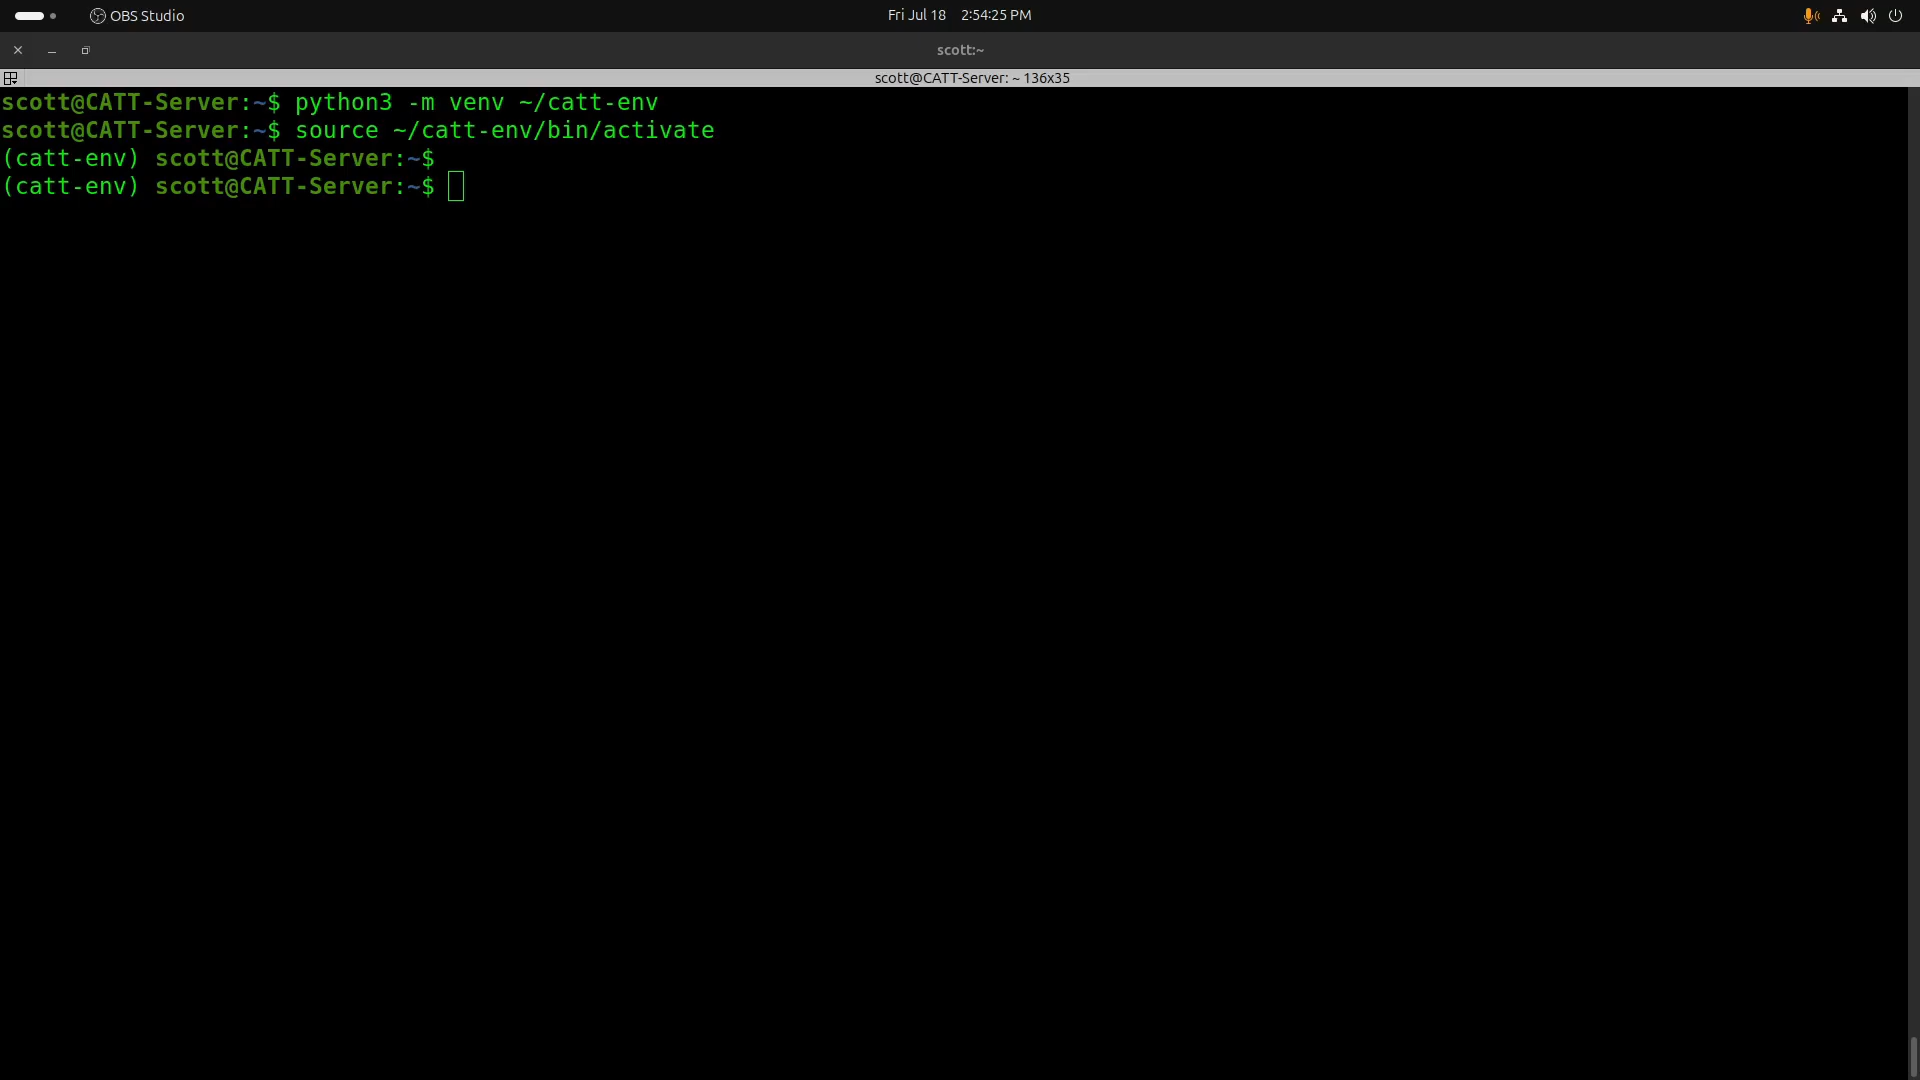 OBS Studio
Fri Jul 18 2:54:25 PM
scott:~
scott@CATT-Server: ~ 136x35
scott@CATT-Server:~$ python3 -m venv ~/catt-env
scott@CATT-Server:~$ source ~/catt-env/bin/activate
(catt-env) scott@CATT-Server:~$
(catt-env) scott@CATT-Server:~$